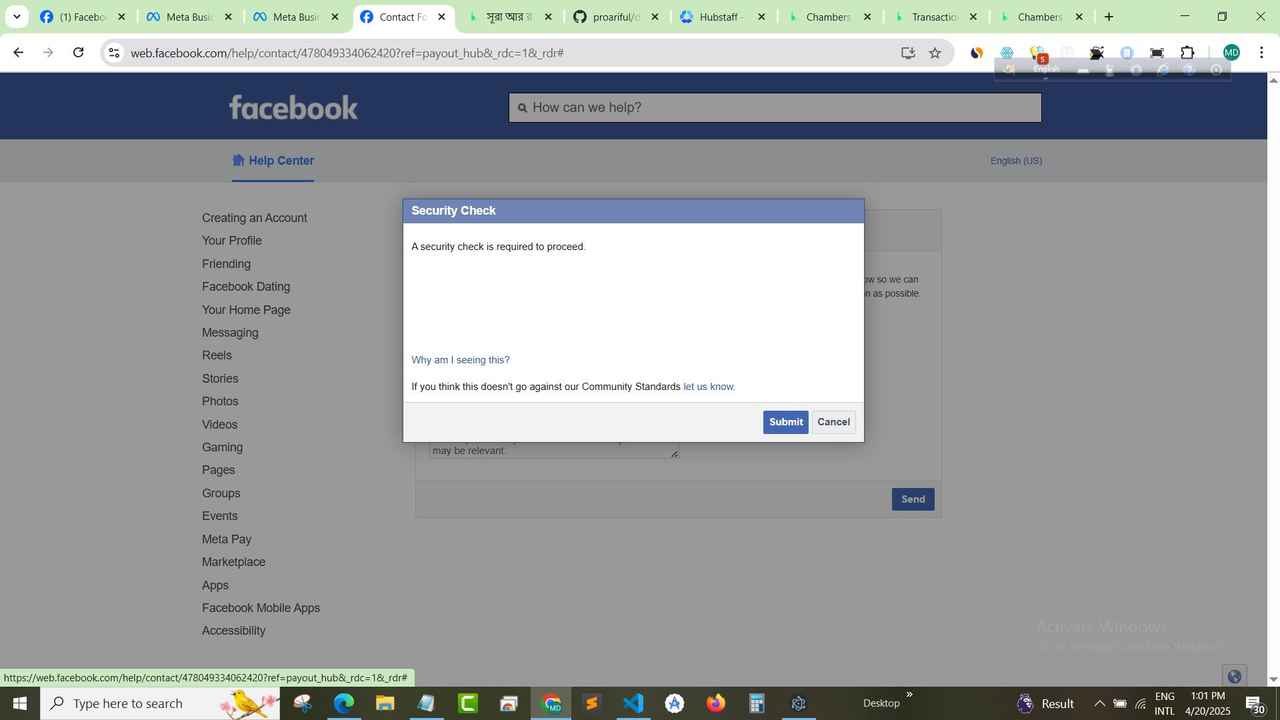 (1) Facebo
Meta Busi
Meta Busi
Contact Fo
সূরা আর র
proariful/d
Hubstaff
Chambers
Transactio
Chambers
web.facebook.com/help/contact/478049334062420?ref=payout_hub&_rdc=1&_rdr#
MD
5
English
facebook
How can we help?
Help Center
English (US)
Creating an Account
Your Profile
Friending
Facebook Dating
Your Home Page
Messaging
Reels
Stories
Photos
Videos
Gaming
Pages
Groups
Events
Meta Pay
Marketplace
Apps
Facebook Mobile Apps
Accessibility
Security Check
A security check is required to proceed.
ow so we can
n as possible.
Why am I seeing this?
If you think this doesn't go against our Community Standards let us know.
Submit Cancel
may be relevant.
Send
Activate Windows
https://web.facebook.com/help/contact/478049334062420?ref=payout_hub&_rdc=1&_rdr#
Type here to search
MD
Desktop
Result
ENG
INTL
1:01 PM
4/20/2025
30